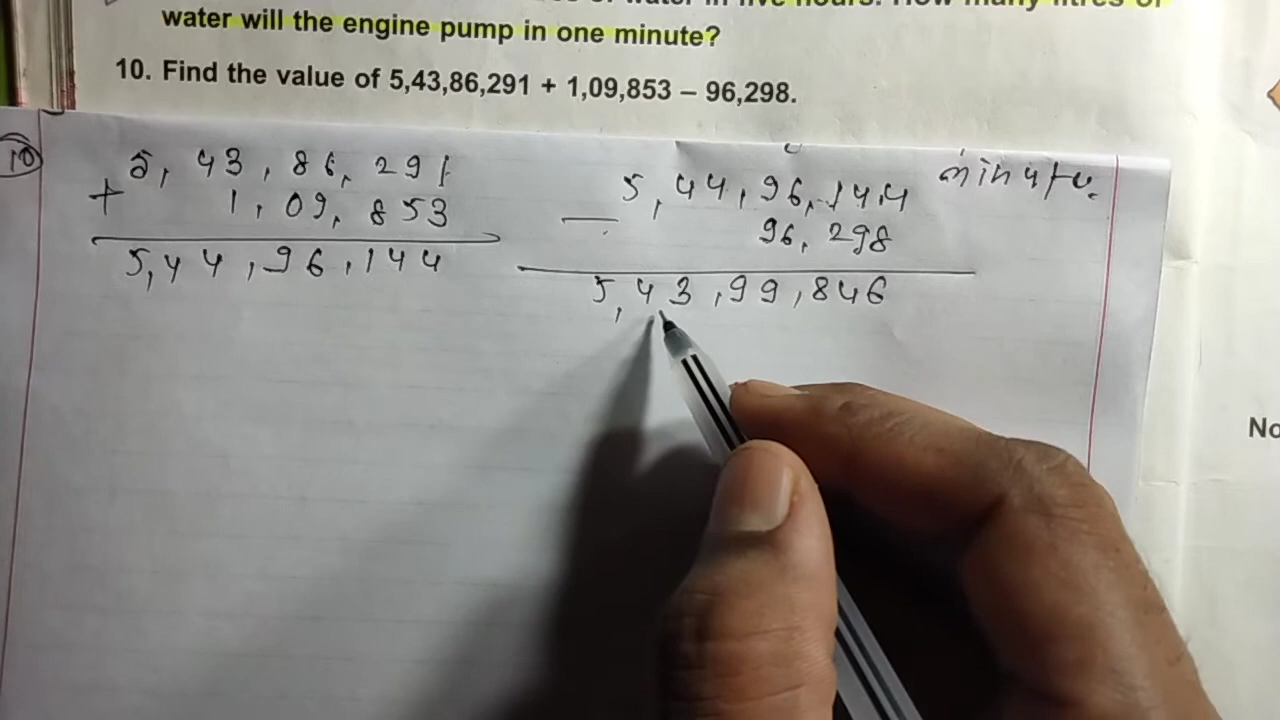 water will the engine pump in one minute?
10. Find the value of 5,43,86,291 + 1,09,853 – 96,298.
10
5,43,86,291
+ 1,09,853
5,44,96,144
minute.
5,44,96,144
— 96,298
5,43,99,846
No